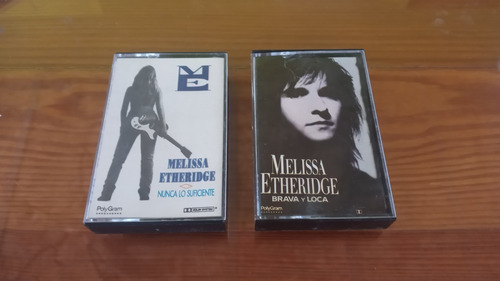 ME
MELISSA
ETHERIDGE
NUNCA LO SUFICIENTE
PolyGram
MELISSA
ETHERIDGE
BRAVA Y LOCA
PolyGram